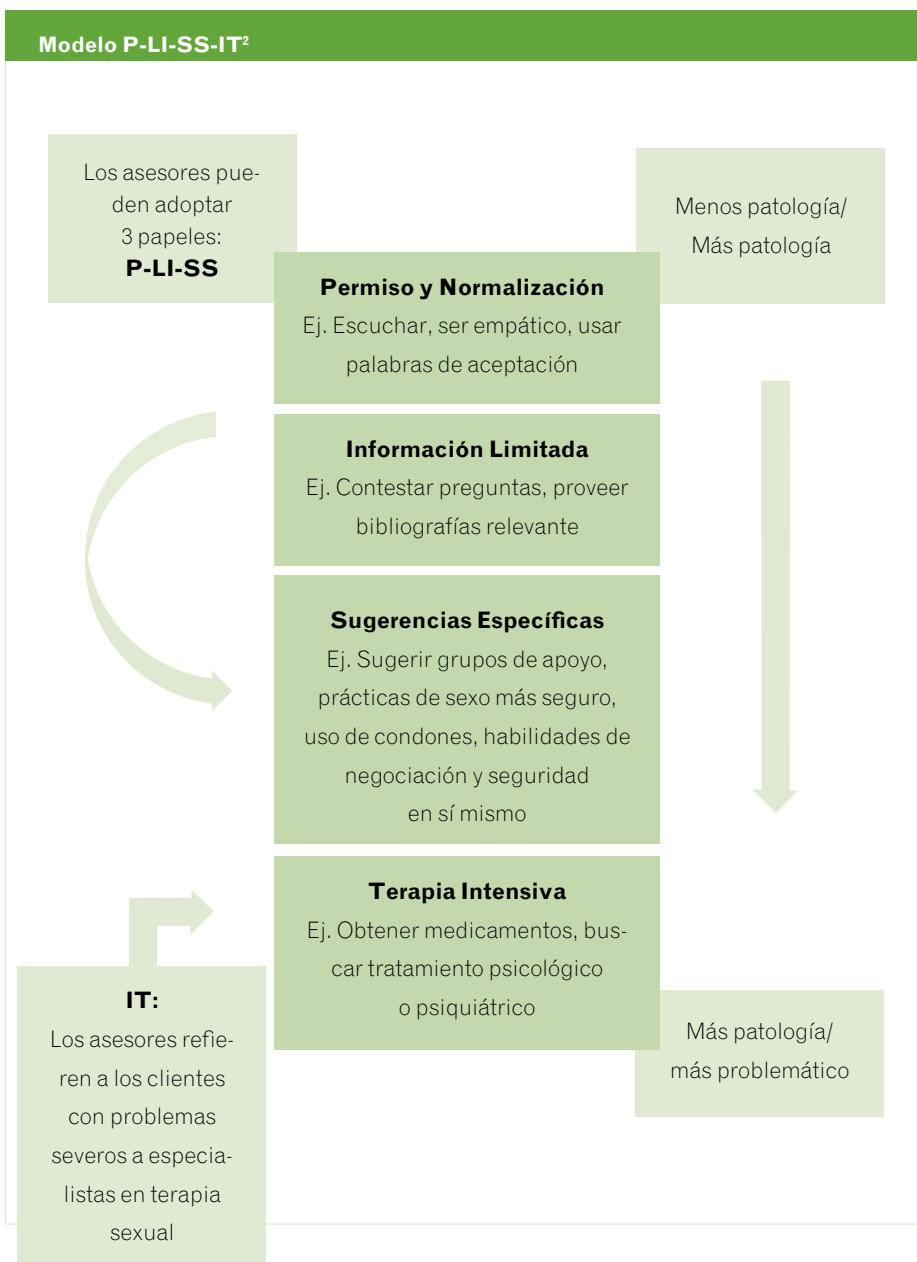 Modelo P-LI-SS-IT²
Los asesores pue-
den adoptar
3 papeles:
P-LI-SS
Menos patología/
Más patología
Permiso y Normalización
Ej. Escuchar, ser empático, usar
palabras de aceptación
Información Limitada
Ej. Contestar preguntas, proveer
bibliografías relevante
Sugerencias Específicas
Ej. Sugerir grupos de apoyo,
prácticas de sexo más seguro,
uso de condones, habilidades de
negociación y seguridad
en sí mismo
Terapia Intensiva
Ej. Obtener medicamentos, bus-
car tratamiento psicológico
o psiquiátrico
IT:
Los asesores refie-
ren a los clientes
con problemas
severos a especia-
listas en terapia
sexual
Más patología/
más problemático